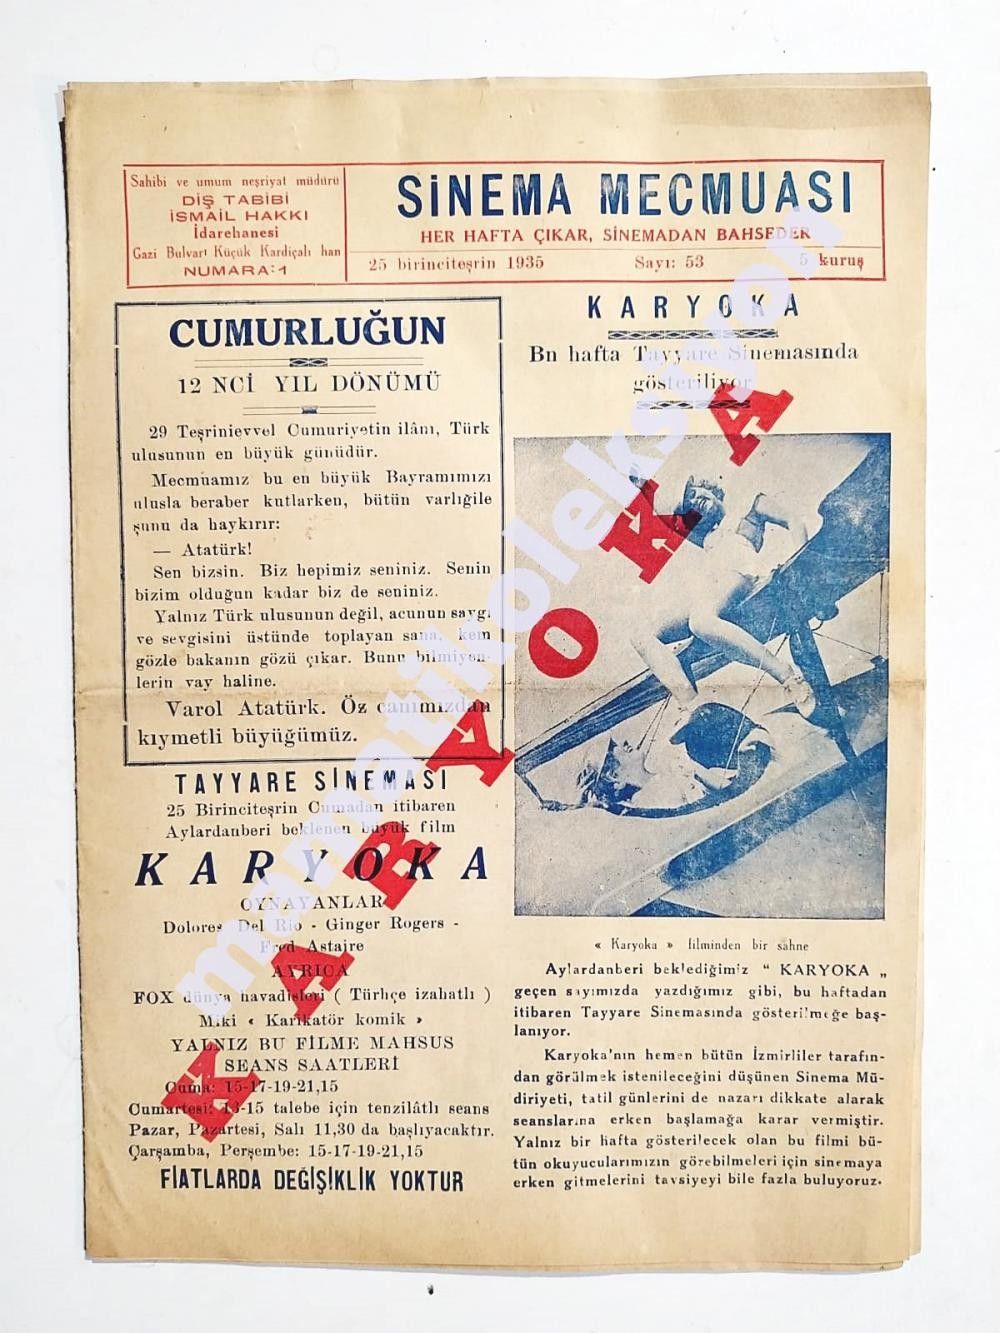 Sahibi ve umum neşriyat müdürü
DİŞ TABİBİ
İSMAİL HAKKI
İdarehanesi
Gazi Bulvarı Küçük Kardiçalı han
NUMARA:1
SİNEMA MECMUASI
HER HAFTA ÇIKAR, SİNEMADAN BAHSEDER
25 birinciteşrin 1935 Sayı: 53 5 kuruş
CUMURLUĞUN
12 NCİ YIL DÖNÜMÜ
29 Teşrinievvel Cumuriyetin ilânı, Türk
ulusunun en büyük günüdür.
Mecmuamız bu en büyük Bayramımızı
ulusla beraber kutlarken, bütün varlığile
şunu da haykırır:
— Atatürk!
Sen bizsin. Biz hepimiz seniniz. Senin
bizim olduğun kadar biz de seniniz.
Yalnız Türk ulusunun değil, acunun saygı
ve sevgisini üstünde toplayan sana, kem
gözle bakanın gözü çıkar. Bunu bilmiyen-
lerin vay haline.
Varol Atatürk. Öz canımızdan
kıymetli büyüğümüz.
TAYYARE SİNEMASI
25 Birinciteşrin Cumadan itibaren
Aylardanberi beklenen büyük film
KARYOKA
OYNAYANLAR
Dolores Del Rio - Ginger Rogers -
Fred Astaire
AYRICA
FOX dünya havadisleri ( Türkçe izahatlı )
Miki « Karikatör komik »
YALNIZ BU FİLME MAHSUS
SEANS SAATLERİ
Cuma: 15-17-19-21,15
Cumartesi: 13-15 talebe için tenzilâtlı seans
Pazar, Pazartesi, Salı 11,30 da başlıyacaktır.
Çarşamba, Perşembe: 15-17-19-21,15
FİATLARDA DEĞİŞİKLİK YOKTUR
KARYOKA
Bn hafta Tayyare Sinemasında
gösteriliyor
« Karyoka » filminden bir sahne
Aylardanberi beklediğimiz “ KARYOKA „
geçen sayımızda yazdığımız gibi, bu haftadan
itibaren Tayyare Sinemasında gösterilmeğe baş-
lanıyor.
Karyoka'nın hemen bütün İzmirliler tarafın-
dan görülmek istenileceğini düşünen Sinema Mü-
diriyeti, tatil günlerini de nazarı dikkate alarak
seanslarına erken başlamağa karar vermiştir.
Yalnız bir hafta gösterilecek olan bu filmi bü-
tün okuyucularımızın görebilmeleri için sinemaya
erken gitmelerini tavsiyeyi bile fazla buluyoruz.
KARYOKA